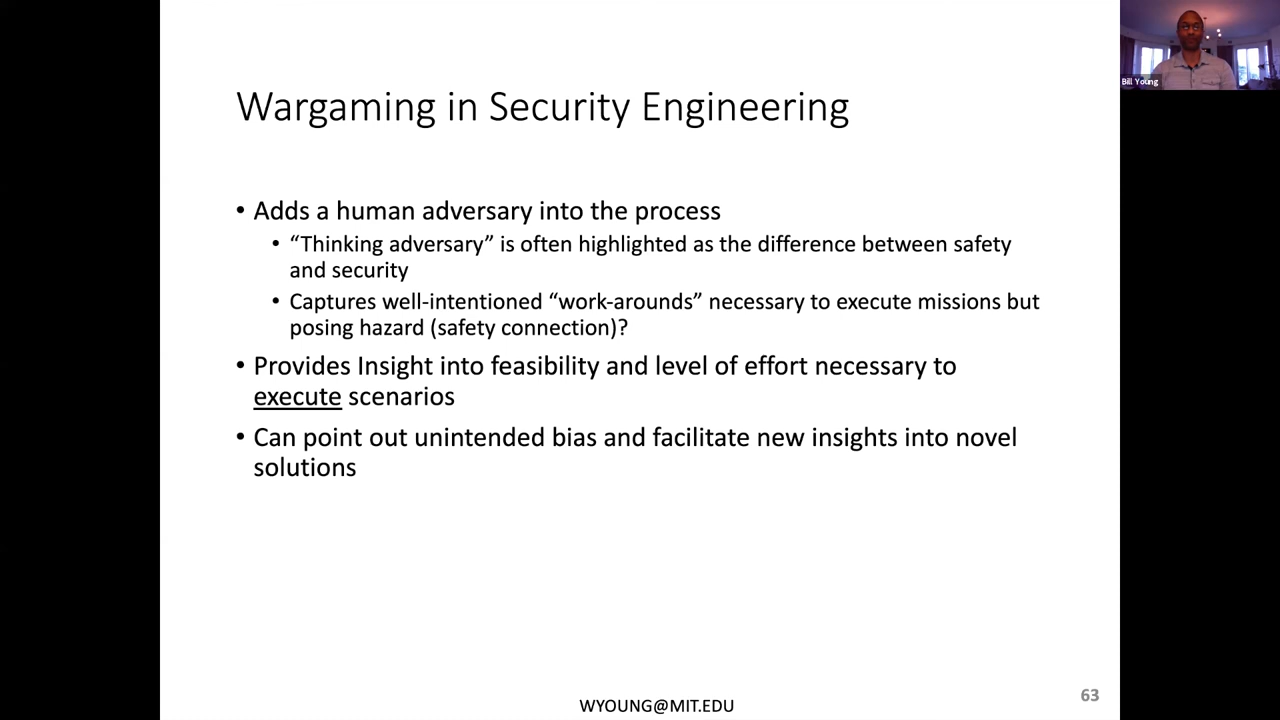 Bill Young
Wargaming in Security Engineering
• Adds a human adversary into the process
• “Thinking adversary” is often highlighted as the difference between safety
and security
• Captures well-intentioned “work-arounds” necessary to execute missions but
posing hazard (safety connection)?
• Provides Insight into feasibility and level of effort necessary to
execute scenarios
• Can point out unintended bias and facilitate new insights into novel
solutions
WYOUNG@MIT.EDU
63